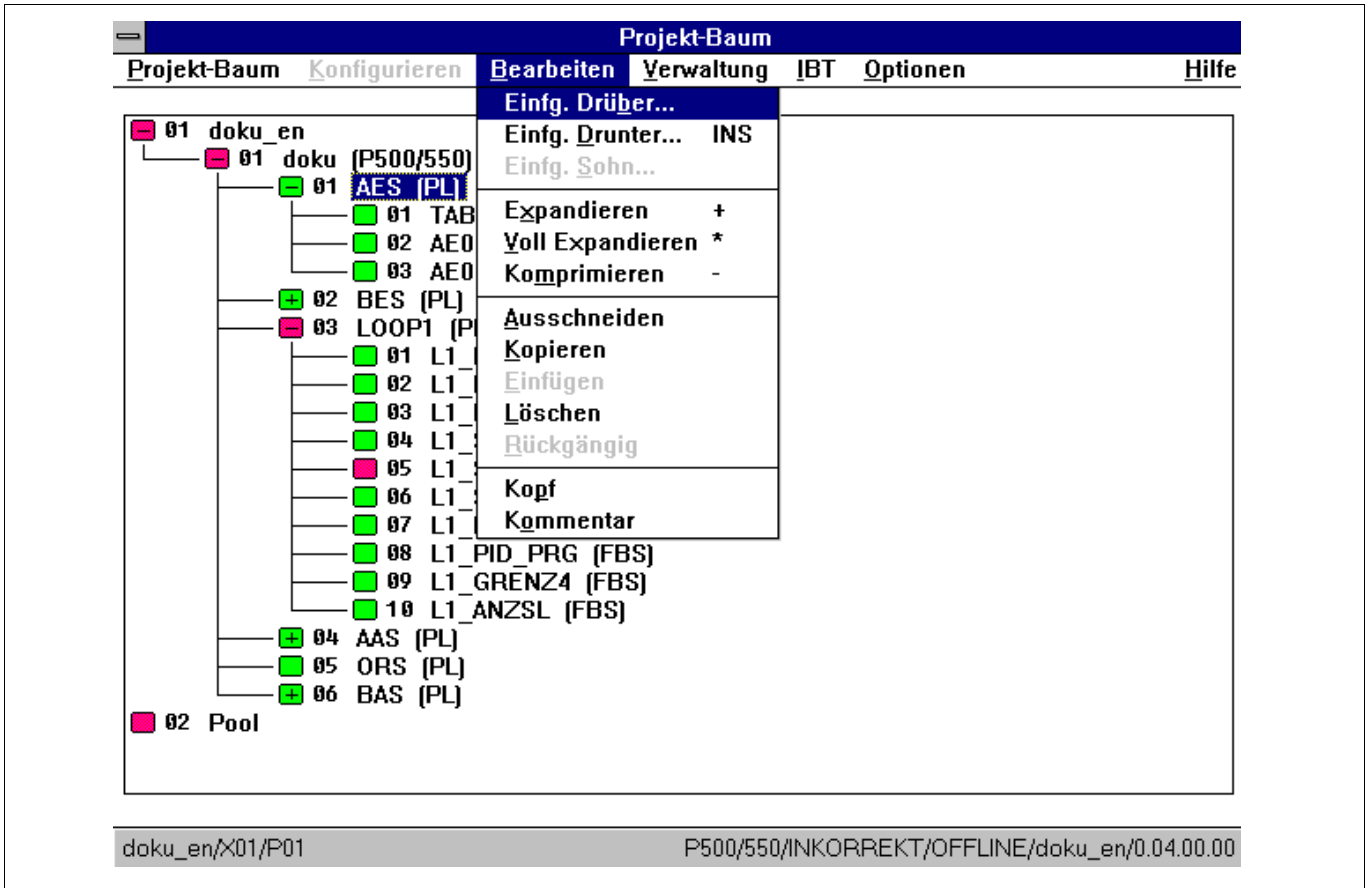 Projekt-Baum
Projekt-Baum Konfigurieren Bearbeiten Verwaltung IBT Optionen Hilfe
Einfg. Drüber...
Einfg. Drunter... INS
Einfg. Sohn...
Expandieren +
Voll Expandieren *
Komprimieren -
Ausschneiden
Kopieren
Einfügen
Löschen
Rückgängig
Kopf
Kommentar
01 doku_en
01 doku (P500/550)
01 AES (PL)
01 TAB
02 AE0
03 AE0
02 BES (PL)
03 LOOP1 (P
01 L1_
02 L1_
03 L1_
04 L1_
05 L1_
06 L1_
07 L1_
08 L1_PID_PRG (FBS)
09 L1_GRENZ4 (FBS)
10 L1_ANZSL (FBS)
04 AAS (PL)
05 ORS (PL)
06 BAS (PL)
02 Pool
doku_en/X01/P01 P500/550/INKORREKT/OFFLINE/doku_en/0.04.00.00